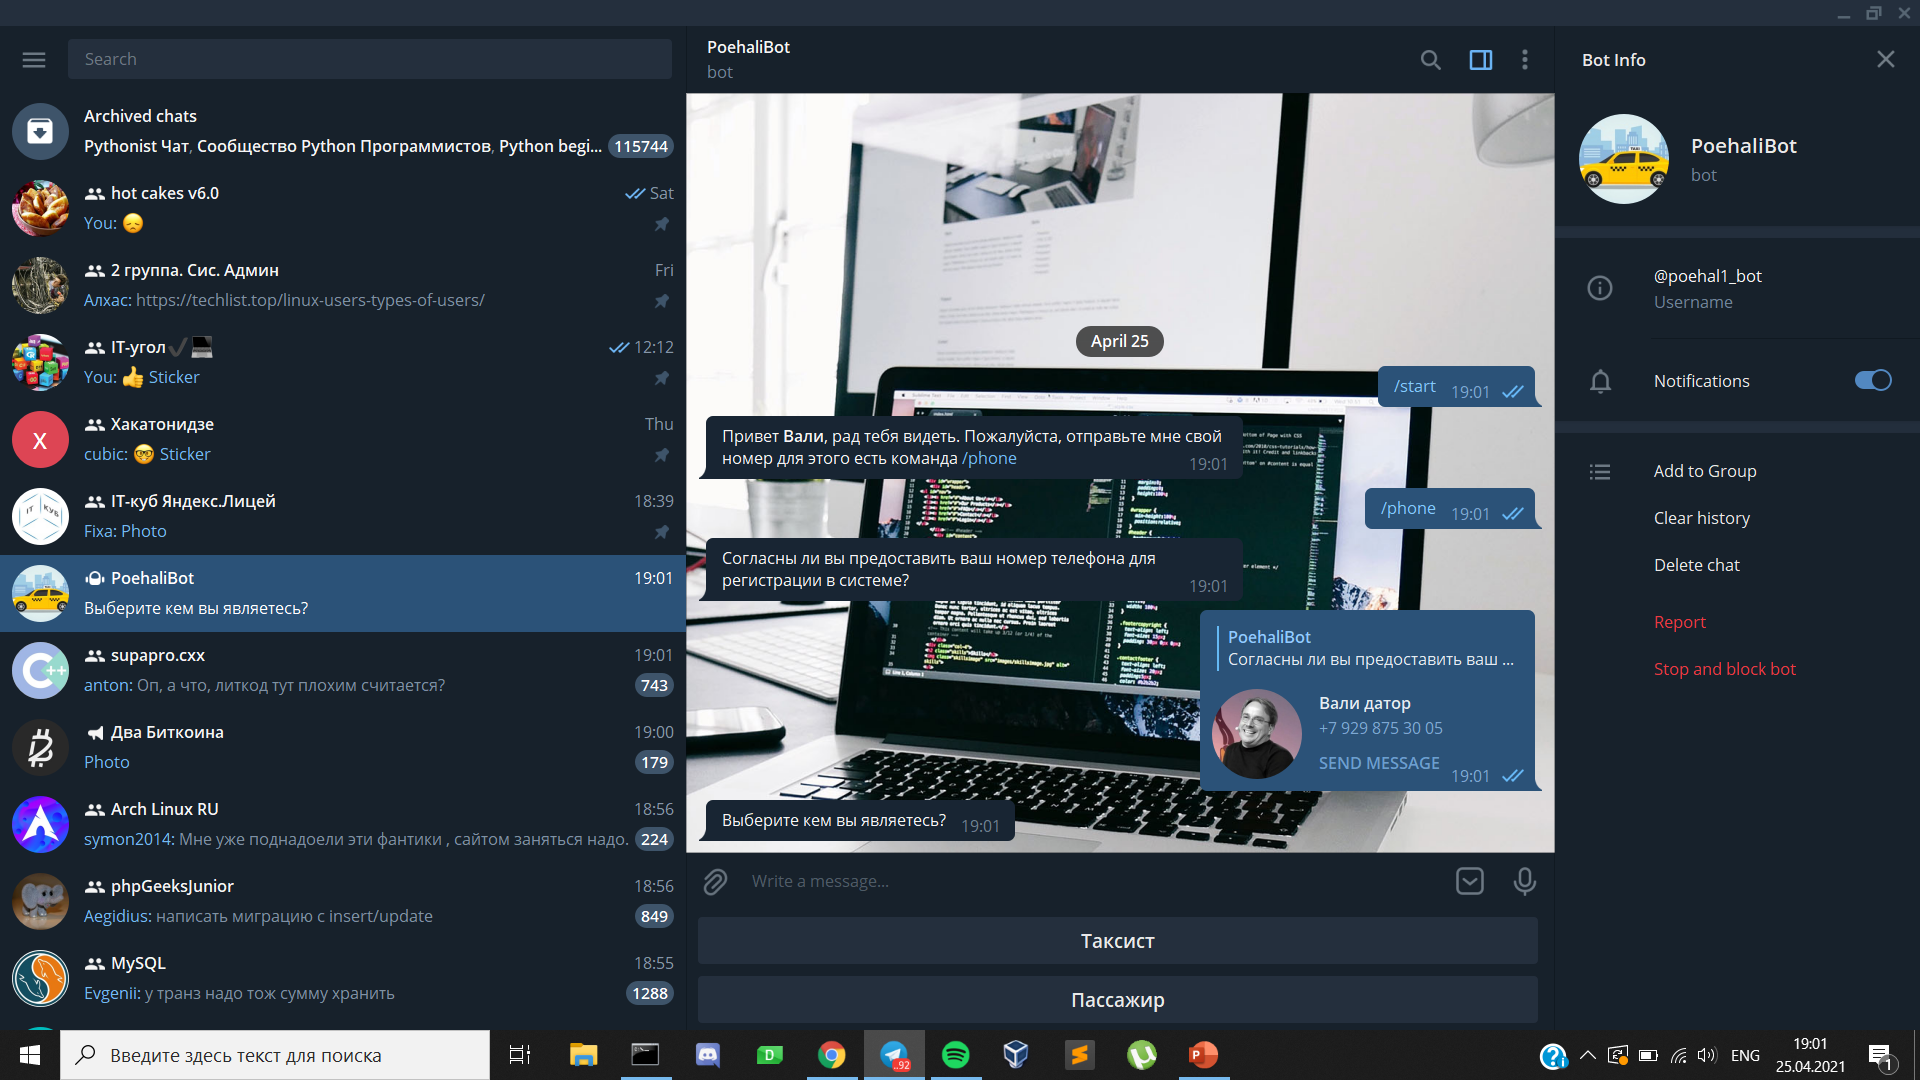 Search
Archived chats
Pythonist Чат, Сообщество Python Программистов, Python begi... 115744
hot cakes v6.0 Sat
You: 😞
2 группа. Сис. Админ Fri
Алхас: https://techlist.top/linux-users-types-of-users/
IT-угол✔️💻 12:12
You: 👍 Sticker
Х
Хакатонидзе Thu
cubic: 🤓 Sticker
IT-куб Яндекс.Лицей 18:39
Fixa: Photo
PoehaliBot 19:01
Выберите кем вы являетесь?
supapro.cxx 19:01
anton: Оп, а что, литкод тут плохим считается? 743
Два Биткоина 19:00
Photo 179
Arch Linux RU 18:56
symon2014: Мне уже поднадоели эти фантики , сайтом заняться надо. 224
phpGeeksJunior 18:56
Aegidius: написать миграцию с insert/update 849
MySQL 18:55
Evgenii: у транз надо тож сумму хранить 1288
PoehaliBot
bot
April 25
/start 19:01
Привет Вали, рад тебя видеть. Пожалуйста, отправьте мне свой
номер для этого есть команда /phone 19:01
/phone 19:01
Согласны ли вы предоставить ваш номер телефона для
регистрации в системе? 19:01
PoehaliBot
Согласны ли вы предоставить ваш ...
Вали датор
+7 929 875 30 05
SEND MESSAGE 19:01
Выберите кем вы являетесь? 19:01
Write a message...
Таксист
Пассажир
Bot Info
PoehaliBot
bot
@poehal1_bot
Username
Notifications
Add to Group
Clear history
Delete chat
Report
Stop and block bot
Введите здесь текст для поиска
..92
ENG
19:01
25.04.2021
1